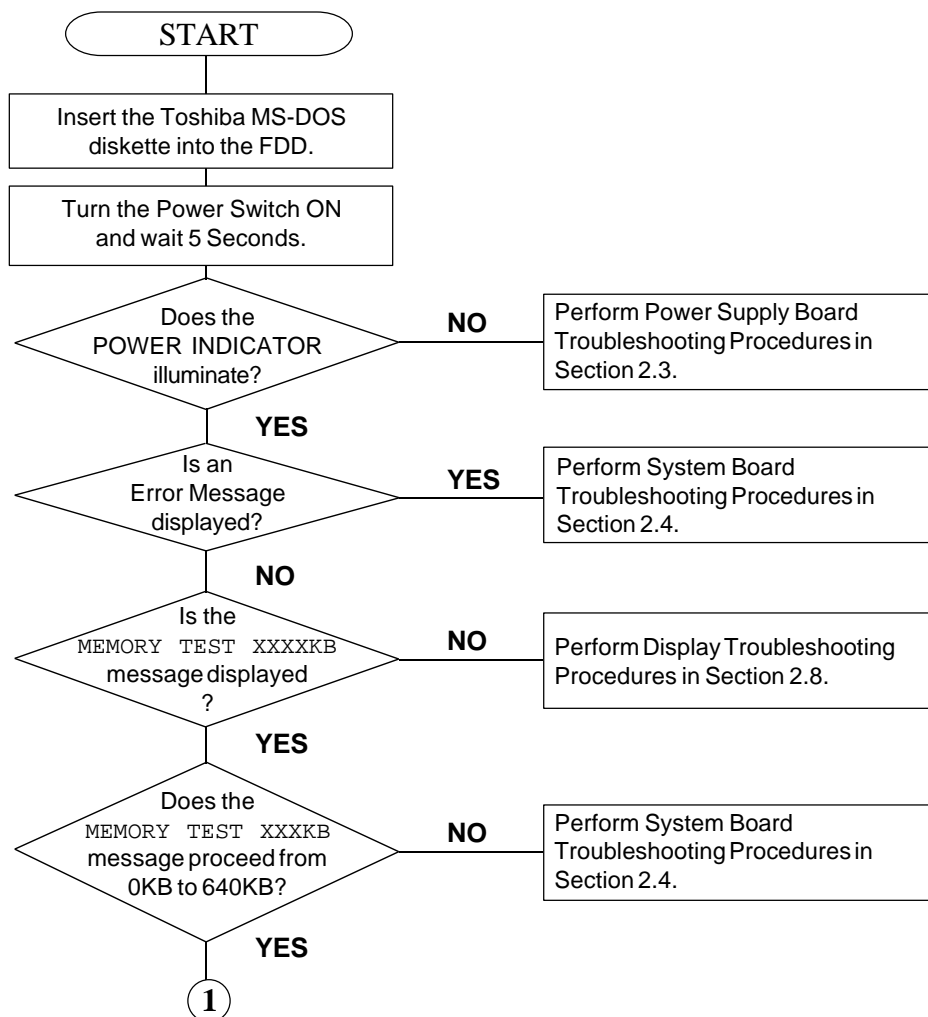 START
Insert the Toshiba MS-DOS
diskette into the FDD.
Turn the Power Switch ON
and wait 5 Seconds.
Does the
POWER INDICATOR
illuminate?
NO
Perform Power Supply Board
Troubleshooting Procedures in
Section 2.3.
YES
Is an
Error Message
displayed?
YES
Perform System Board
Troubleshooting Procedures in
Section 2.4.
NO
Is the
MEMORY TEST XXXXKB
message displayed
?
NO
Perform Display Troubleshooting
Procedures in Section 2.8.
YES
Does the
MEMORY TEST XXXKB
message proceed from
0KB to 640KB?
NO
Perform System Board
Troubleshooting Procedures in
Section 2.4.
YES
1